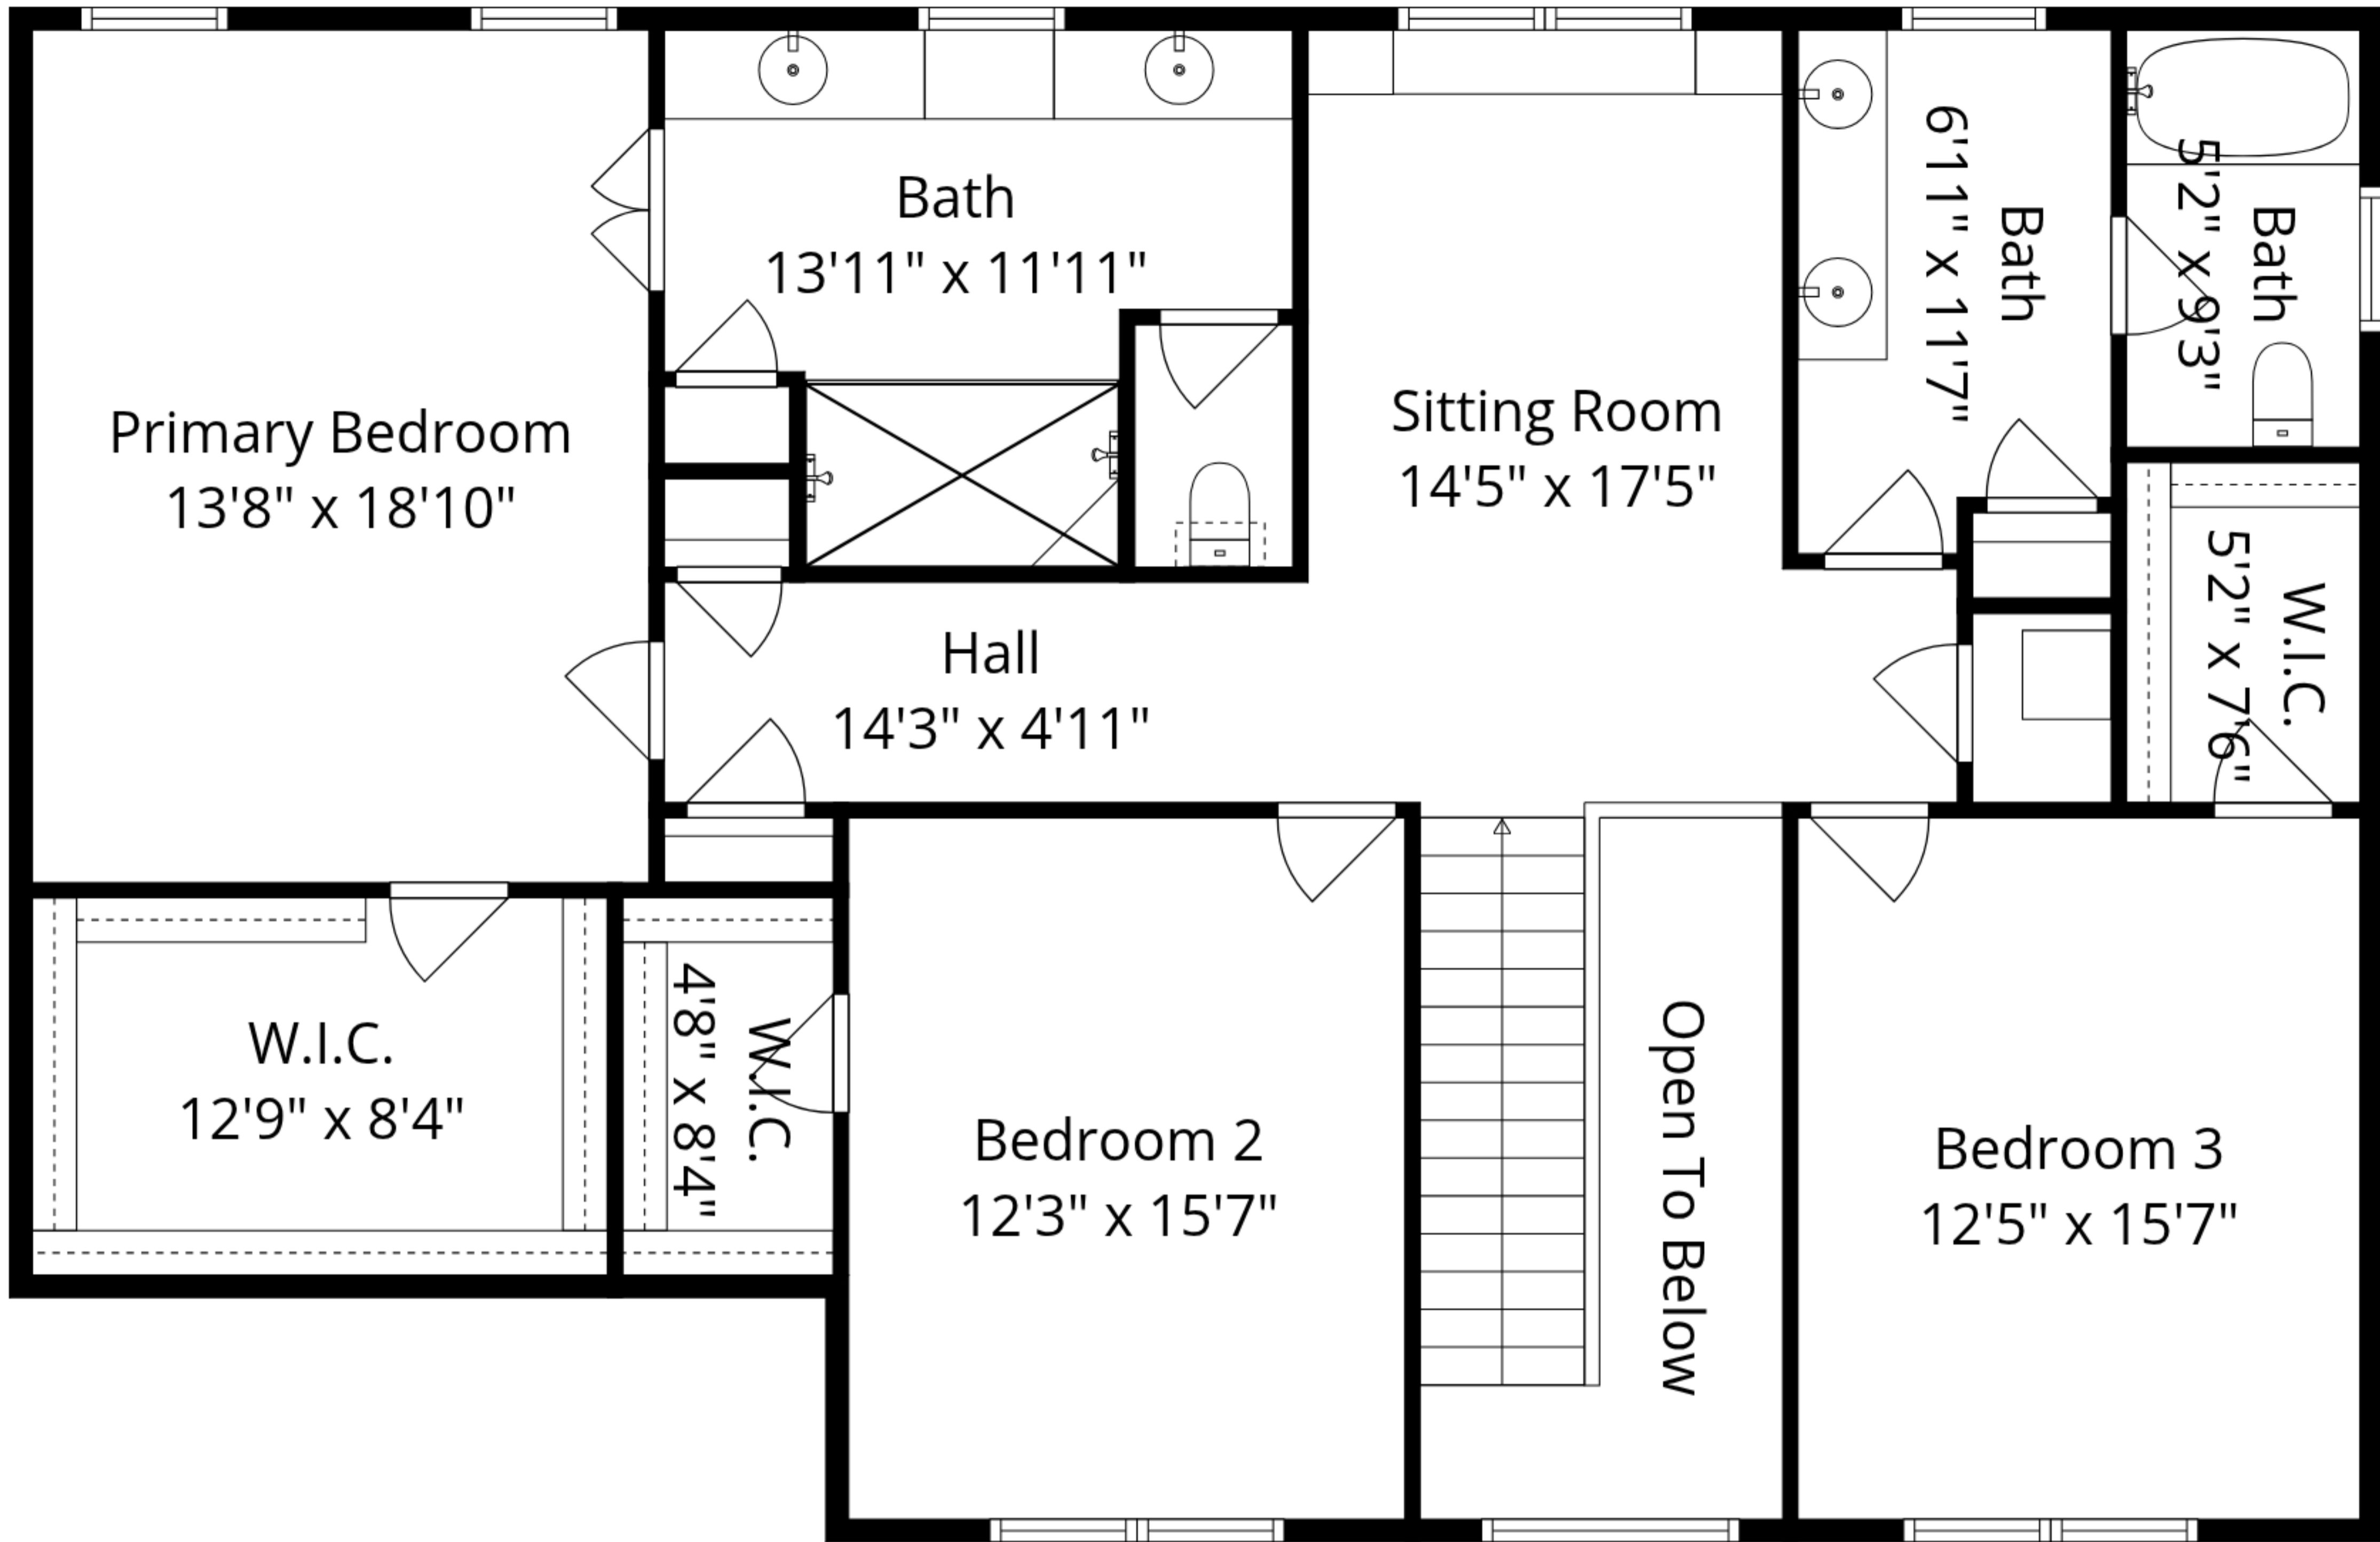 Primary Bedroom
13'8" x 18'10"
Bath
13'11" x 11'11"
Sitting Room
14'5" x 17'5"
Bath
6'11" x 11'7"
Bath
5'2" x 9'3"
Hall
14'3" x 4'11"
W.I.C.
5'2" x 7'6"
W.I.C.
12'9" x 8'4"
W.I.C.
4'8" x 8'4"
Bedroom 2
12'3" x 15'7"
Open To Below
Bedroom 3
12'5" x 15'7"